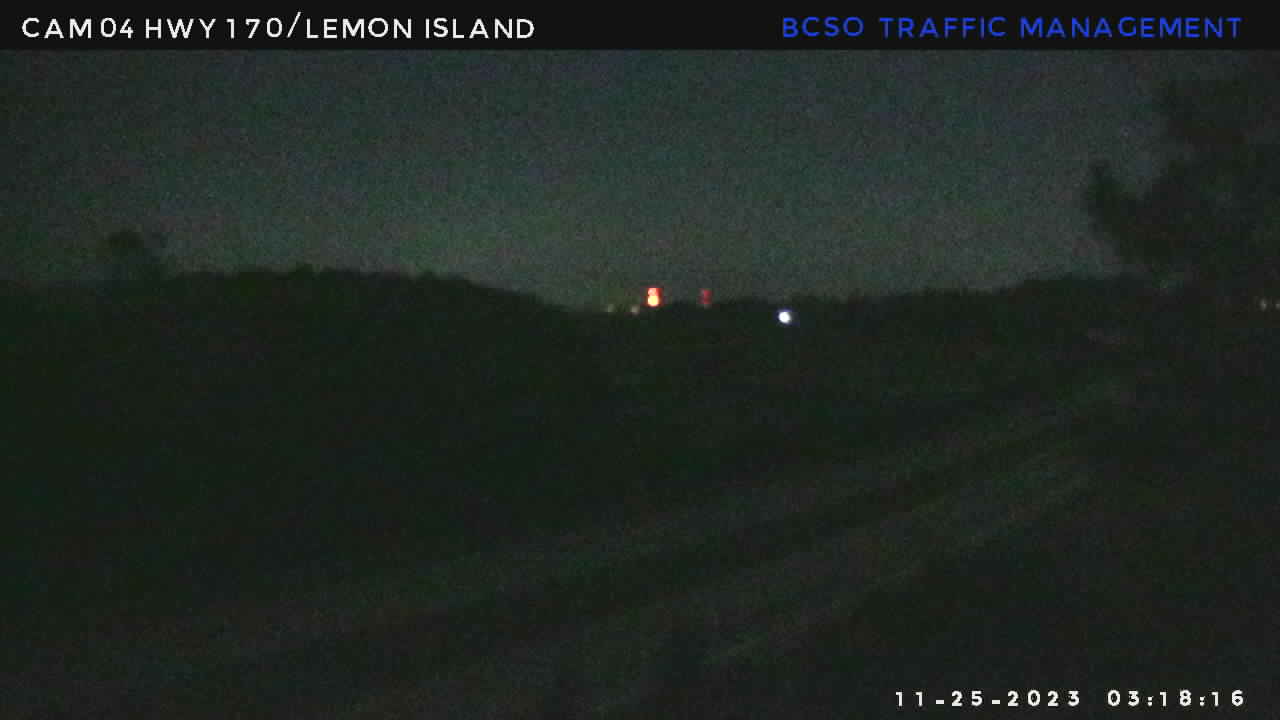 CAM04 HWY 170/LEMON ISLAND
BCSO TRAFFIC MANAGEMENT
11-25-2023 03:18:16